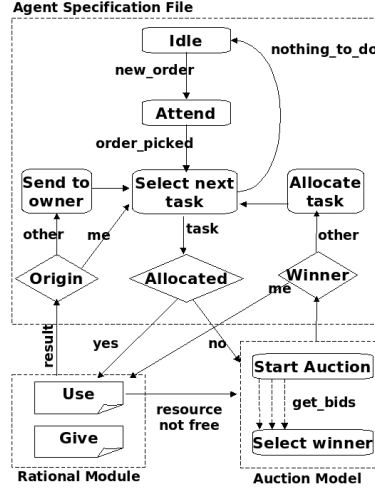 Agent Specification File
Idle
nothing_to_do
new_order
Attend
order_picked
Send to
owner
Select next
task
Allocate
task
other
me
task
other
Origin
Allocated
Winner
me
result
yes
no
Use
resource
not free
Start Auction
get_bids
Give
Select winner
Rational Module
Auction Model